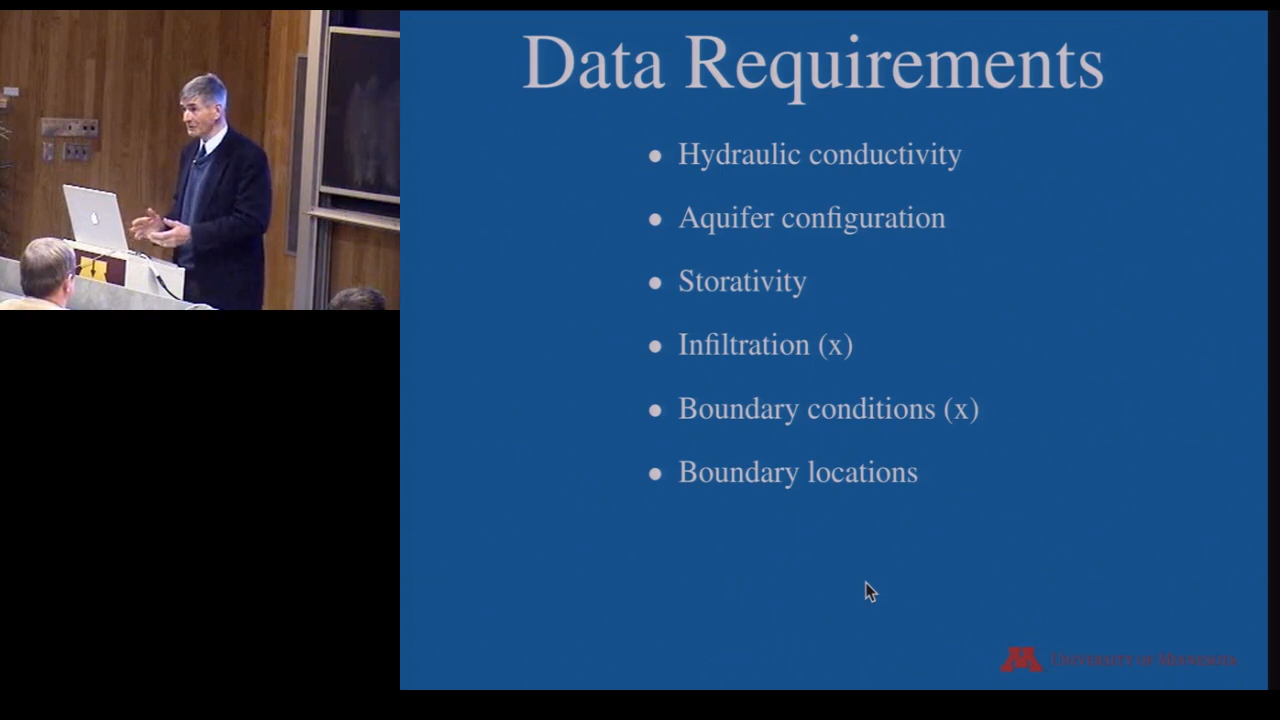 Data Requirements
• Hydraulic conductivity
• Aquifer configuration
• Storativity
• Infiltration (x)
• Boundary conditions (x)
• Boundary locations
University of Minnesota